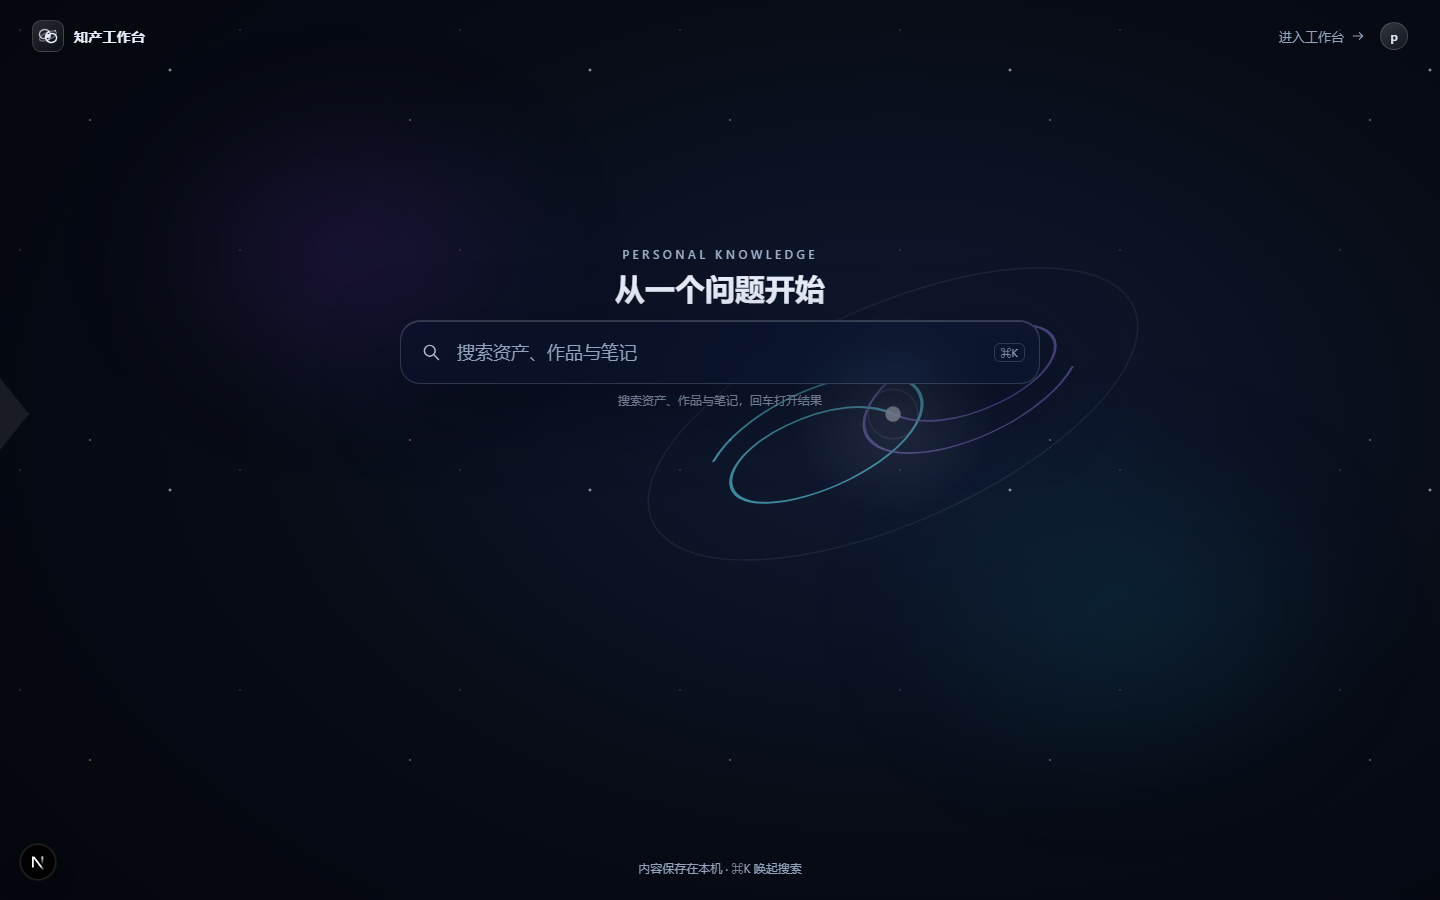 知产工作台
进入工作台 →
p
PERSONAL KNOWLEDGE
从一个问题开始
搜索资产、作品与笔记
⌘K
搜索资产、作品与笔记，回车打开结果
N
内容保存在本机 · ⌘K 唤起搜索